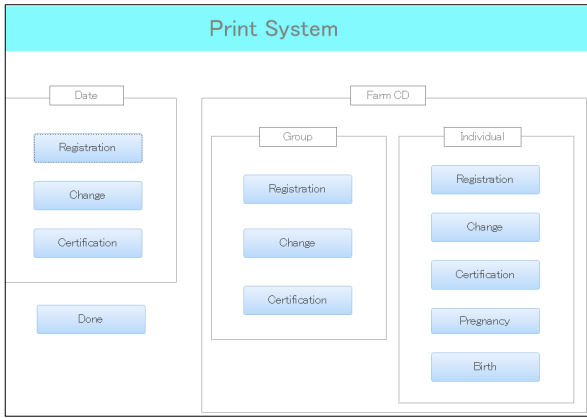 Print System
Date
Registration
Change
Certification
Done
Farm CD
Group
Registration
Change
Certification
Individual
Registration
Change
Certification
Pregnancy
Birth